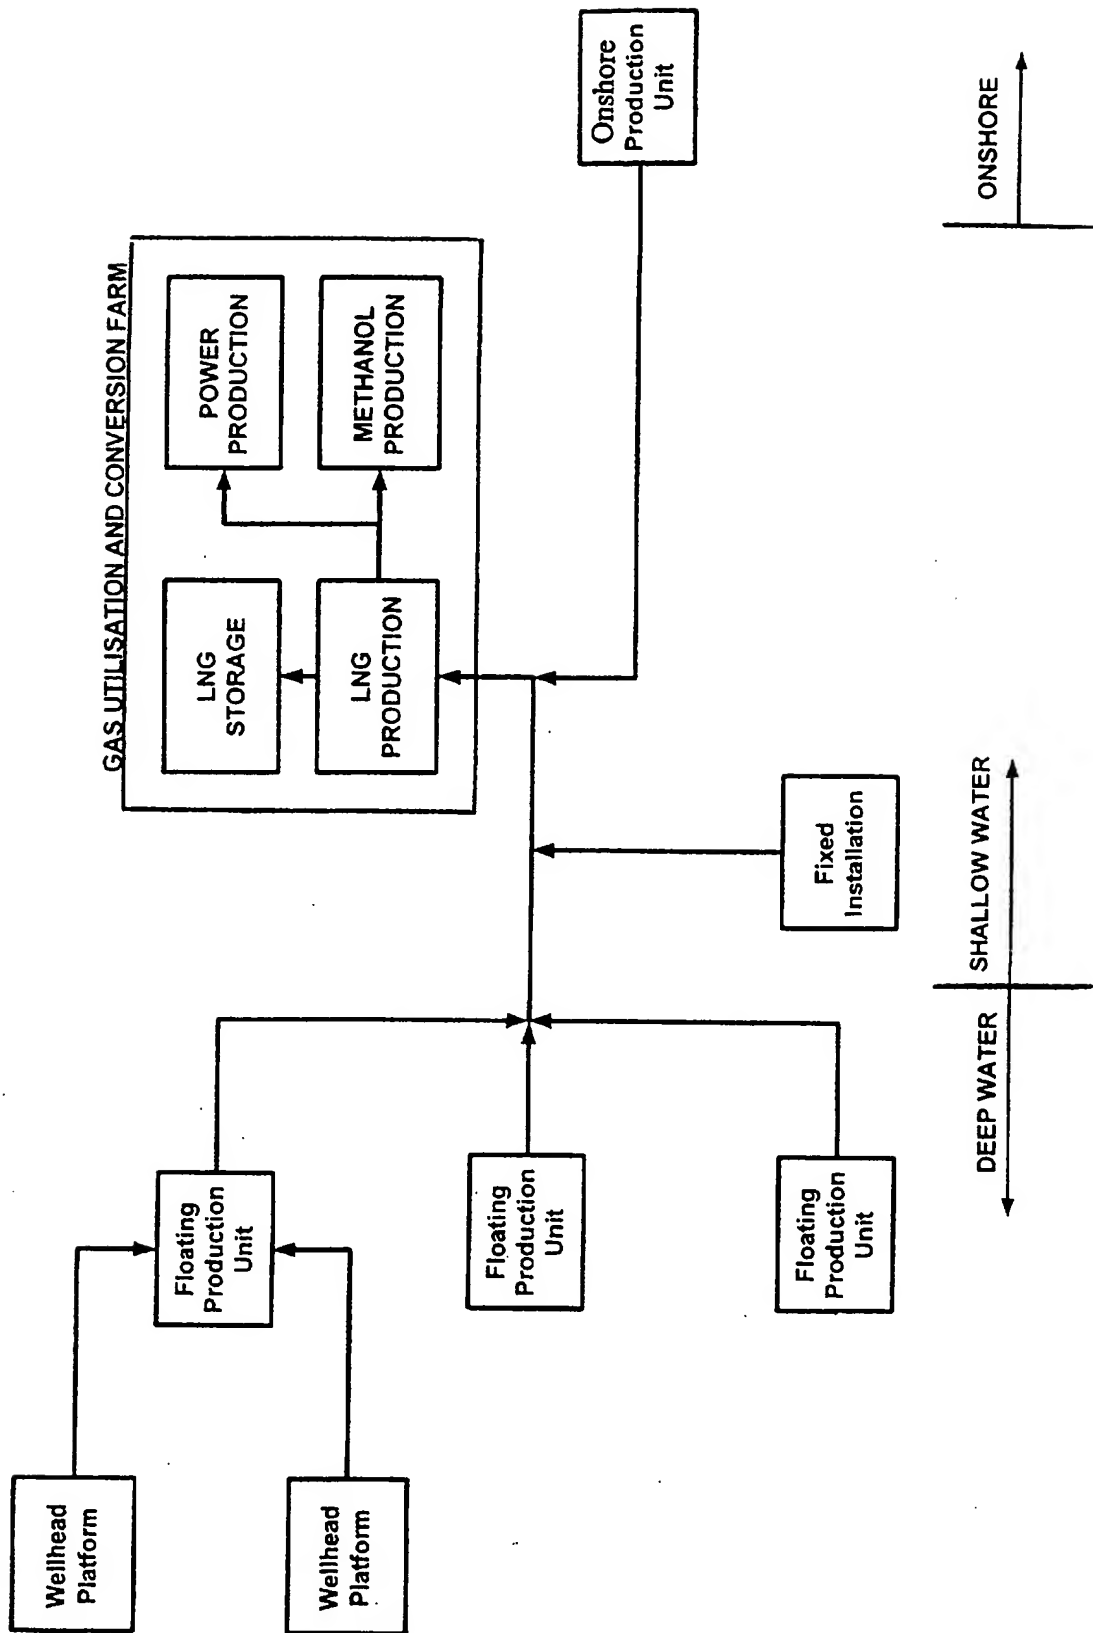 Wellhead
Platform
Wellhead
Platform
Floating
Production
Unit
Floating
Production
Unit
Floating
Production
Unit
GAS UTILISATION AND CONVERSION FARM
LNG
STORAGE
POWER
PRODUCTION
LNG
PRODUCTION
METHANOL
PRODUCTION
Fixed
Installation
Onshore
Production
Unit
DEEP WATER
SHALLOW WATER
ONSHORE